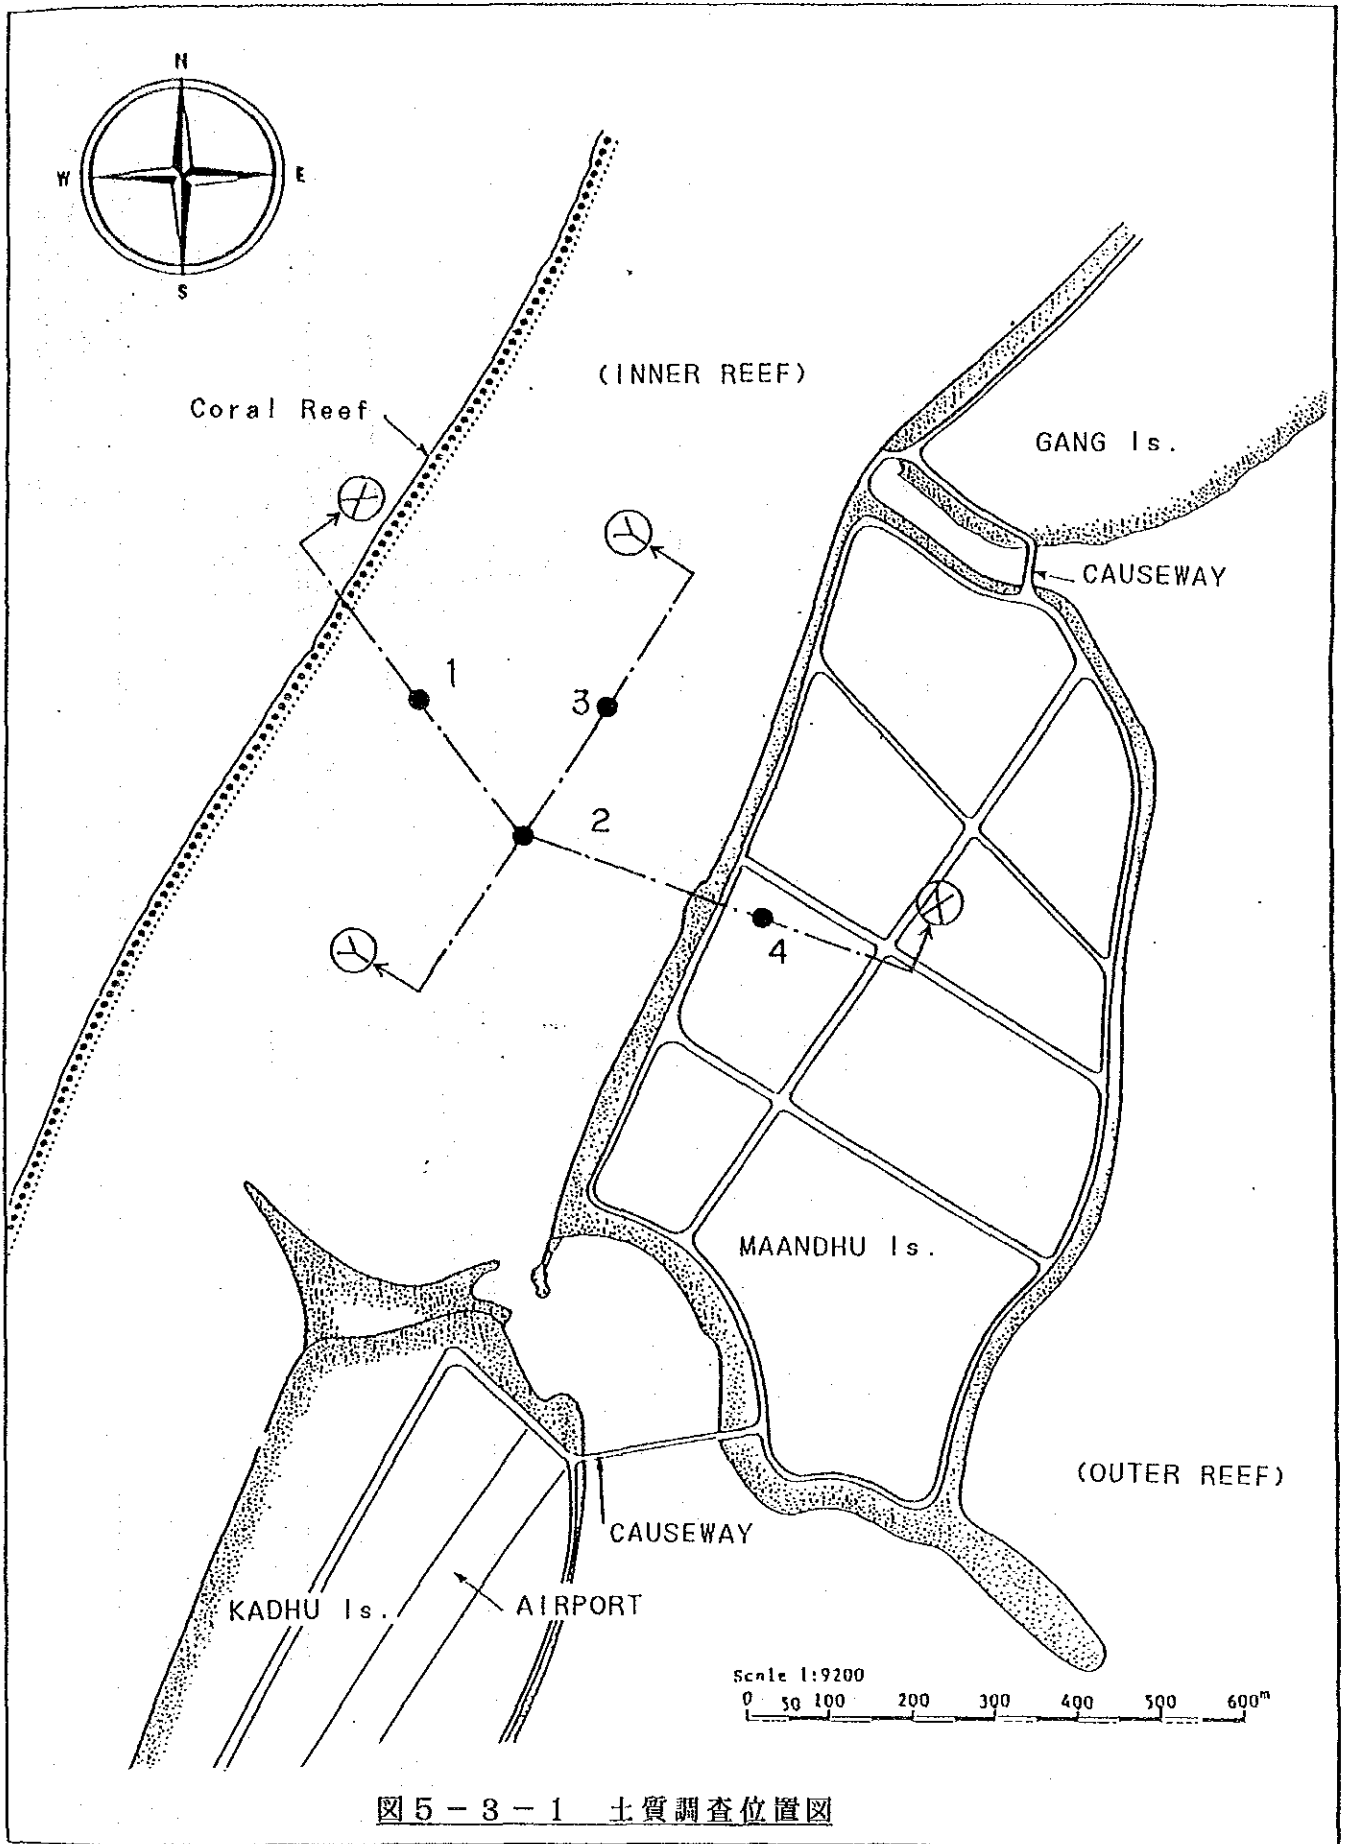 N
W E
S
(INNER REEF)
Coral Reef
GANG Is.
X
Y
CAUSEWAY
1
3
2
X
4
Y
MAANDHU Is.
(OUTER REEF)
CAUSEWAY
KADHU Is.
AIRPORT
Scale 1:9200
0 50 100 200 300 400 500 600m
図5-3-1 土質調査位置図